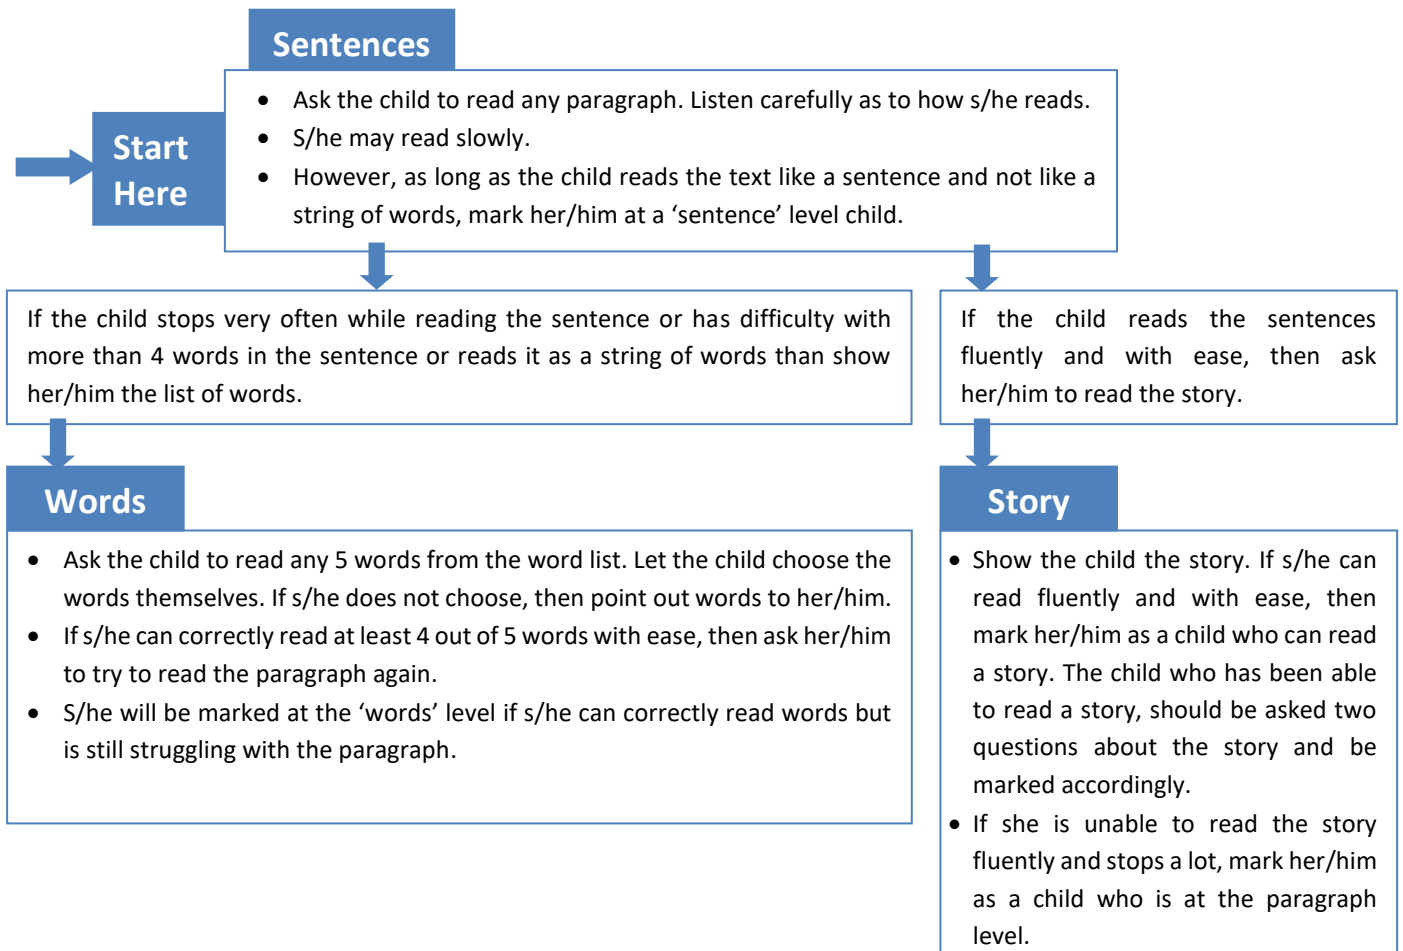 Sentences
Start
Here
• Ask the child to read any paragraph. Listen carefully as to how s/he reads.
• S/he may read slowly.
• However, as long as the child reads the text like a sentence and not like a
string of words, mark her/him at a ‘sentence’ level child.
If the child stops very often while reading the sentence or has difficulty with
more than 4 words in the sentence or reads it as a string of words than show
her/him the list of words.
If the child reads the sentences
fluently and with ease, then ask
her/him to read the story.
Words
• Ask the child to read any 5 words from the word list. Let the child choose the
words themselves. If s/he does not choose, then point out words to her/him.
• If s/he can correctly read at least 4 out of 5 words with ease, then ask her/him
to try to read the paragraph again.
• S/he will be marked at the ‘words’ level if s/he can correctly read words but
is still struggling with the paragraph.
Story
• Show the child the story. If s/he can
read fluently and with ease, then
mark her/him as a child who can read
a story. The child who has been able
to read a story, should be asked two
questions about the story and be
marked accordingly.
• If she is unable to read the story
fluently and stops a lot, mark her/him
as a child who is at the paragraph
level.